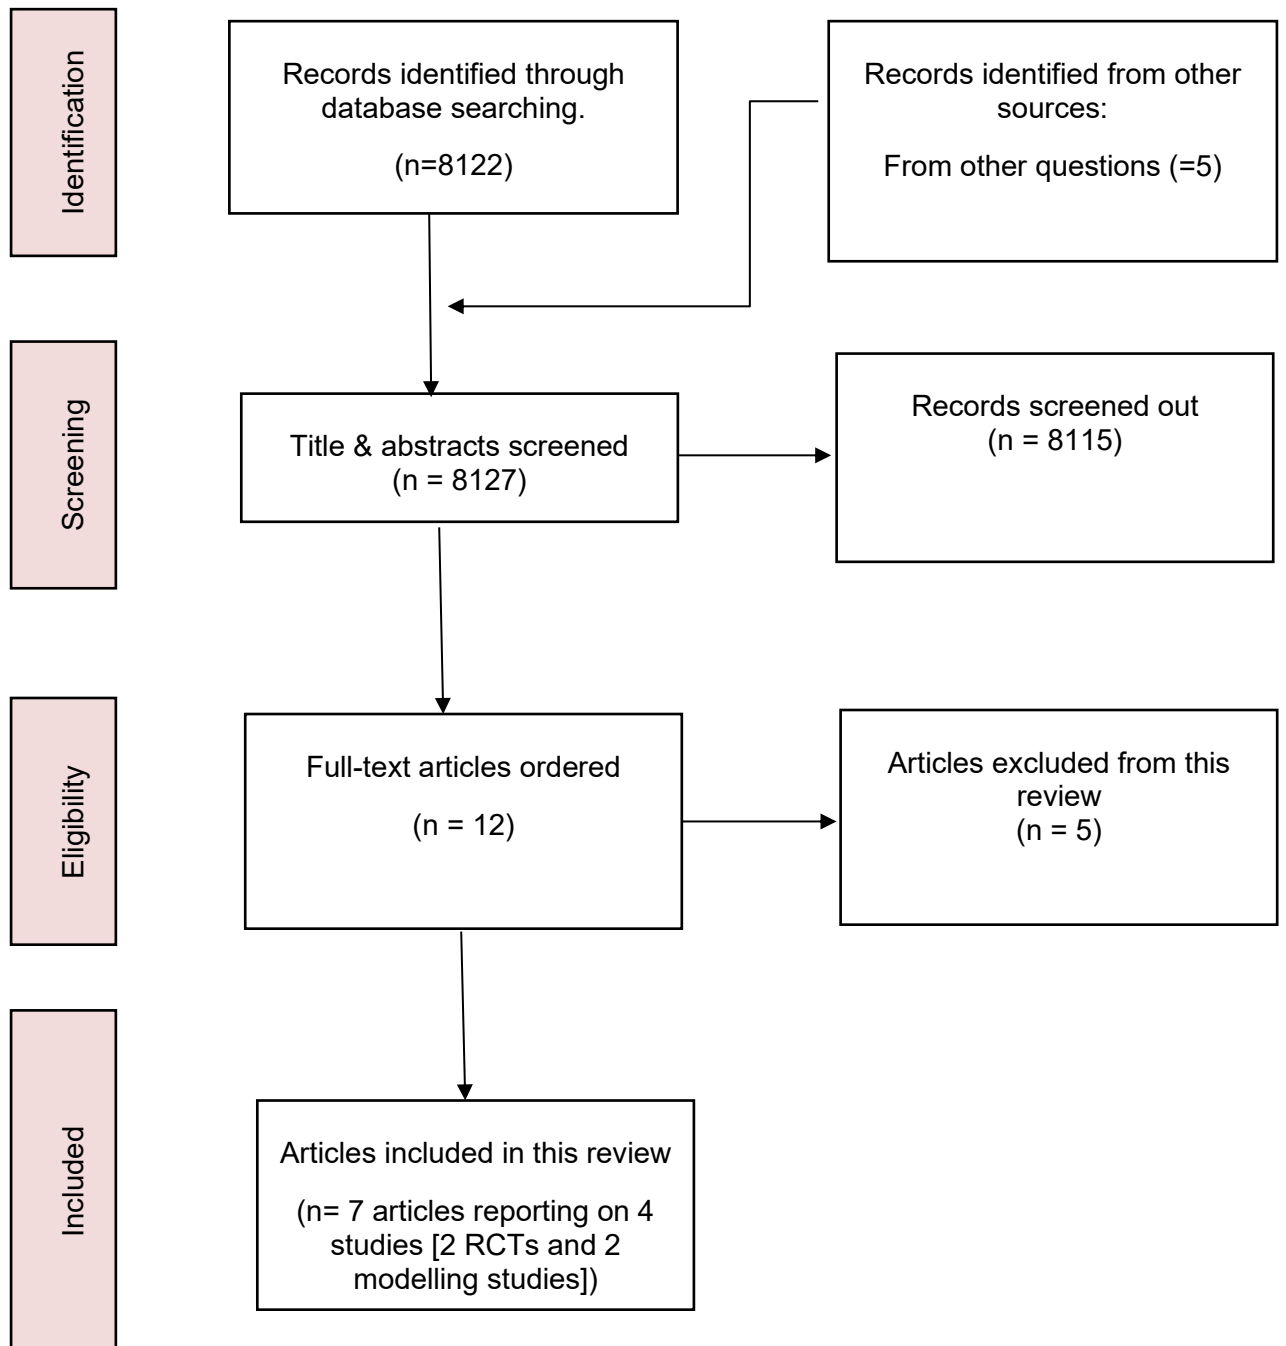 Identification
Records identified through
database searching.
(n=8122)
Records identified from other
sources:
From other questions (=5)
Screening
Title & abstracts screened
(n = 8127)
Records screened out
(n = 8115)
Eligibility
Full-text articles ordered
(n = 12)
Articles excluded from this
review
(n = 5)
Included
Articles included in this review
(n= 7 articles reporting on 4
studies [2 RCTs and 2
modelling studies])